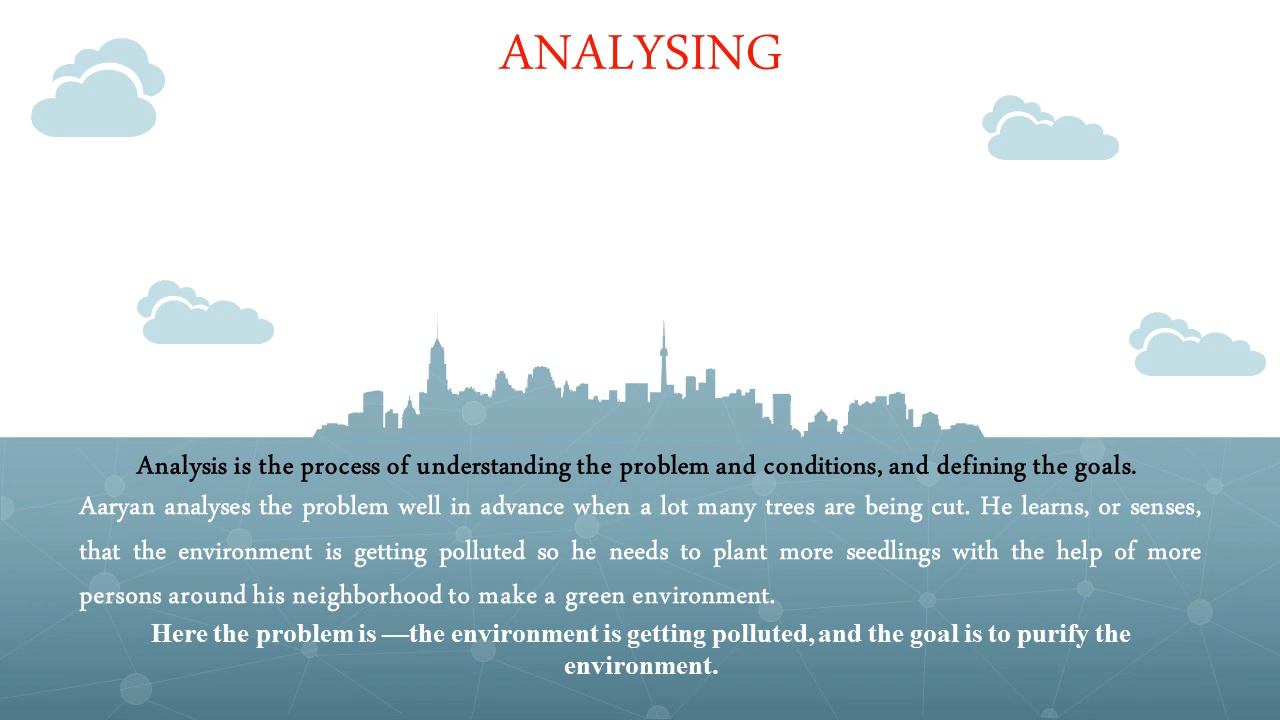 ANALYSING
Analysis is the process of understanding the problem and conditions, and defining the goals.
Aaryan analyses the problem well in advance when a lot many trees are being cut. He learns, or senses,
that the environment is getting polluted so he needs to plant more seedlings with the help of more
persons around his neighborhood to make a green environment.
Here the problem is —the environment is getting polluted, and the goal is to purify the
environment.